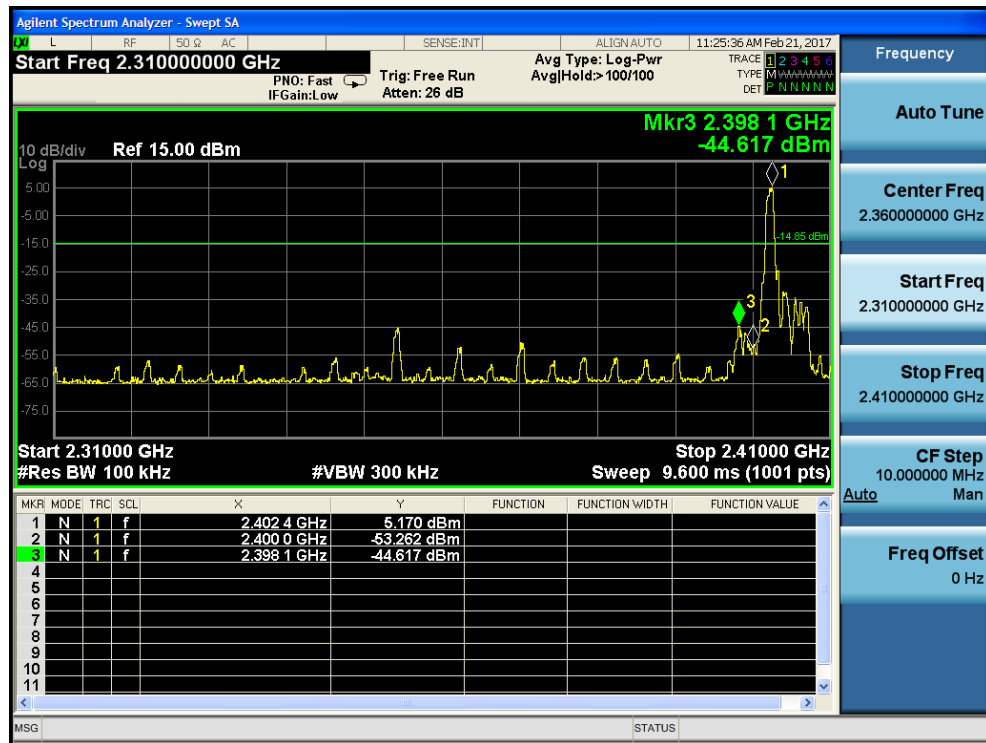 Agilent Spectrum Analyzer - Swept SA
LXI L RF 50 Ω AC SENSE:INT ALIGN AUTO 11:25:36 AM Feb 21, 2017
Start Freq 2.310000000 GHz
PNO: Fast
IFGain:Low
Trig: Free Run
Atten: 26 dB
Avg Type: Log-Pwr
Avg|Hold:>100/100
TRACE 1 2 3 4 5 6
TYPE M WWWWW
DET P N N N N N
Mkr3 2.398 1 GHz
-44.617 dBm
10 dB/div Ref 15.00 dBm
Log
5.00
-5.00
-15.0
-25.0
-35.0
-45.0
-55.0
-65.0
-75.0
1
-14.85 dBm
3
2
Start 2.31000 GHz Stop 2.41000 GHz
#Res BW 100 kHz #VBW 300 kHz Sweep 9.600 ms (1001 pts)
MKR MODE TRC SCL X Y FUNCTION FUNCTION WIDTH FUNCTION VALUE
1 N 1 f 2.402 4 GHz 5.170 dBm
2 N 1 f 2.400 0 GHz -53.262 dBm
3 N 1 f 2.398 1 GHz -44.617 dBm
4
5
6
7
8
9
10
11
MSG STATUS
Frequency
Auto Tune
Center Freq
2.360000000 GHz
Start Freq
2.310000000 GHz
Stop Freq
2.410000000 GHz
CF Step
10.000000 MHz
Auto Man
Freq Offset
0 Hz